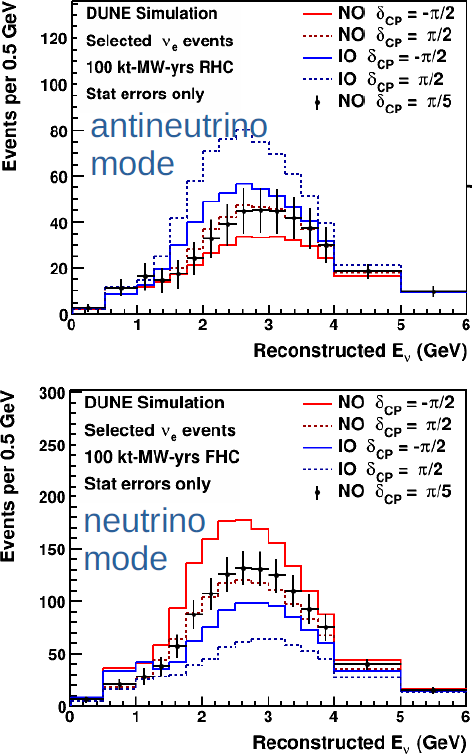 DUNE Simulation
Selected νe events
100 kt-MW-yrs RHC
Stat errors only
antineutrino
mode
NO δCP = -π/2
NO δCP = π/2
IO δCP = -π/2
IO δCP = π/2
NO δCP = π/5
Events per 0.5 GeV
120
100
80
60
40
20
0
0 1 2 3 4 5 6
Reconstructed Eν (GeV)
DUNE Simulation
Selected νe events
100 kt-MW-yrs FHC
Stat errors only
neutrino
mode
NO δCP = -π/2
NO δCP = π/2
IO δCP = -π/2
IO δCP = π/2
NO δCP = π/5
Events per 0.5 GeV
300
250
200
150
100
50
0
0 1 2 3 4 5 6
Reconstructed Eν (GeV)